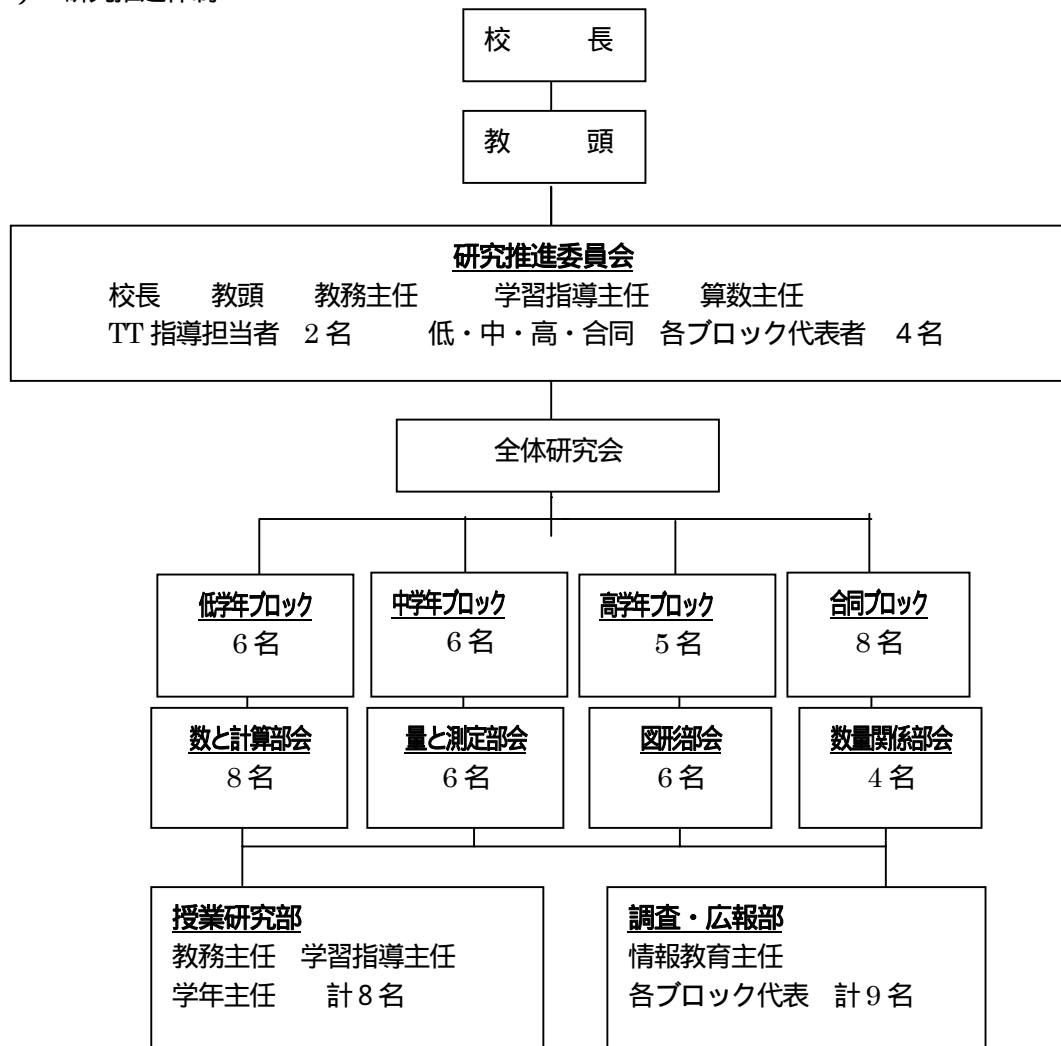 校　　長
教　　頭
研究推進委員会
校長　教頭　教務主任　学習指導主任　算数主任
TT 指導担当者　2 名　低・中・高・合同　各ブロック代表者　４名
全体研究会
低学年ブロック　中学年ブロック　高学年ブロック　合同ブロック
6 名　6 名　5 名　8 名
数と計算部会　量と測定部会　図形部会　数量関係部会
8 名　6 名　6 名　4 名
授業研究部　調査・広報部
教務主任　学習指導主任　情報教育主任
学年主任　計８名　各ブロック代表　計 9 名